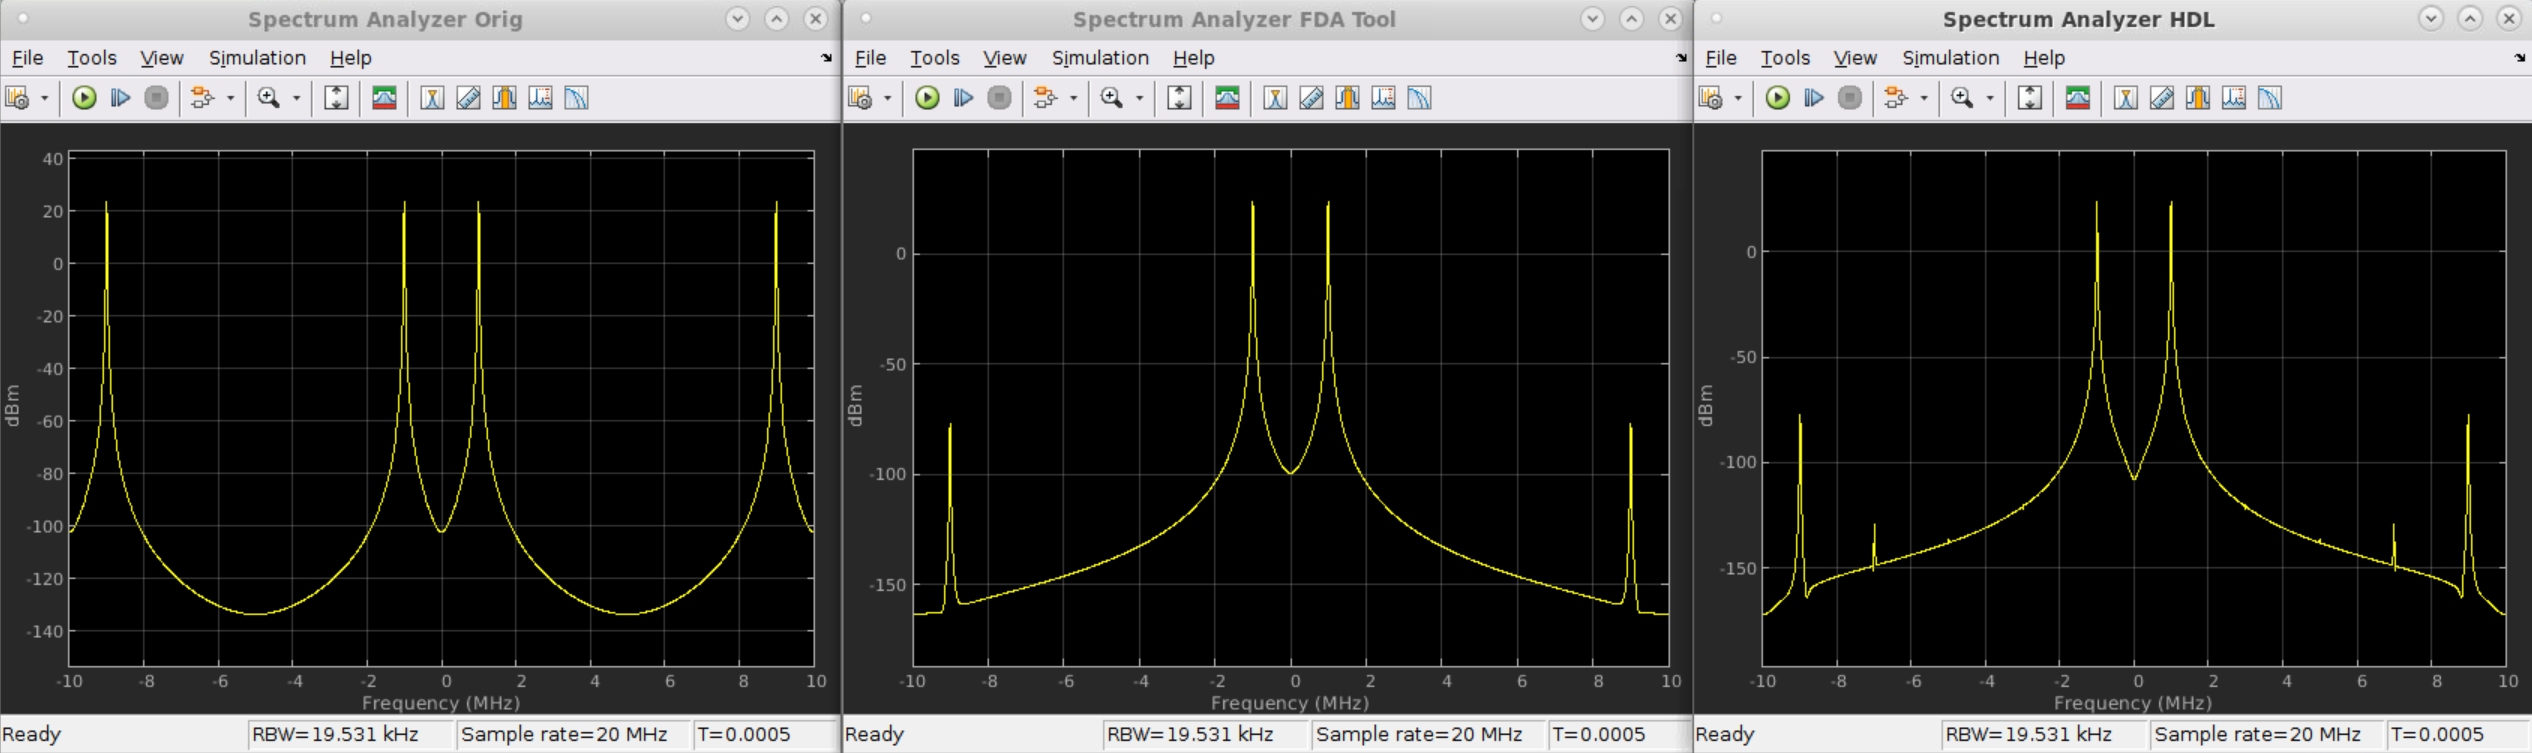 Spectrum Analyzer Orig
File Tools View Simulation Help
40
20
0
-20
-40
-60
-80
-100
-120
-140
dBm
-10 -8 -6 -4 -2 0 2 4 6 8 10
Frequency (MHz)
Ready RBW=19.531 kHz Sample rate=20 MHz T=0.0005
Spectrum Analyzer FDA Tool
File Tools View Simulation Help
0
-50
-100
-150
dBm
-10 -8 -6 -4 -2 0 2 4 6 8 10
Frequency (MHz)
Ready RBW=19.531 kHz Sample rate=20 MHz T=0.0005
Spectrum Analyzer HDL
File Tools View Simulation Help
0
-50
-100
-150
dBm
-10 -8 -6 -4 -2 0 2 4 6 8 10
Frequency (MHz)
Ready RBW=19.531 kHz Sample rate=20 MHz T=0.0005